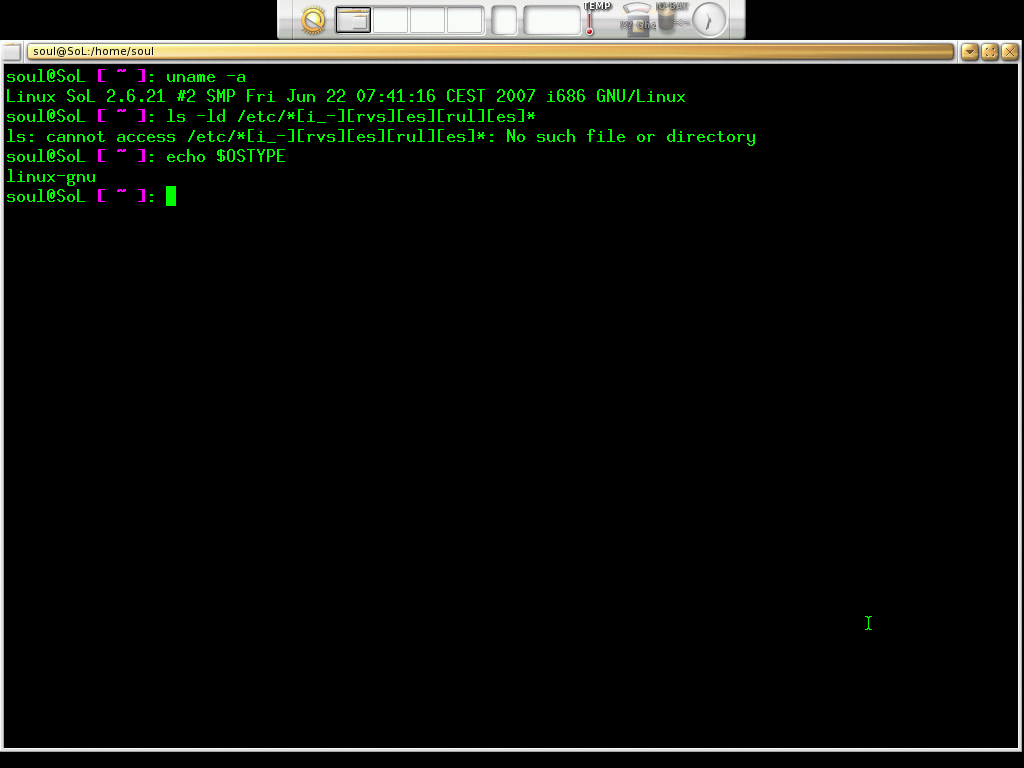 TEMP
soul@SoL:/home/soul
soul@SoL [ ~ ]: uname -a
Linux SoL 2.6.21 #2 SMP Fri Jun 22 07:41:16 CEST 2007 i686 GNU/Linux
soul@SoL [ ~ ]: ls -ld /etc/*[i_-][rvs][es][rul][es]*
ls: cannot access /etc/*[i_-][rvs][es][rul][es]*: No such file or directory
soul@SoL [ ~ ]: echo $OSTYPE
linux-gnu
soul@SoL [ ~ ]: